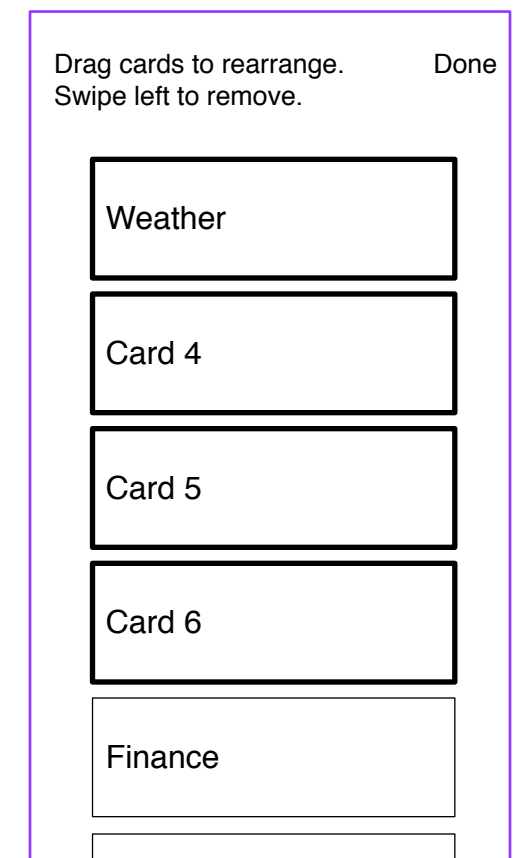 Drag cards to rearrange. Done
Swipe left to remove.
Weather
Card 4
Card 5
Card 6
Finance